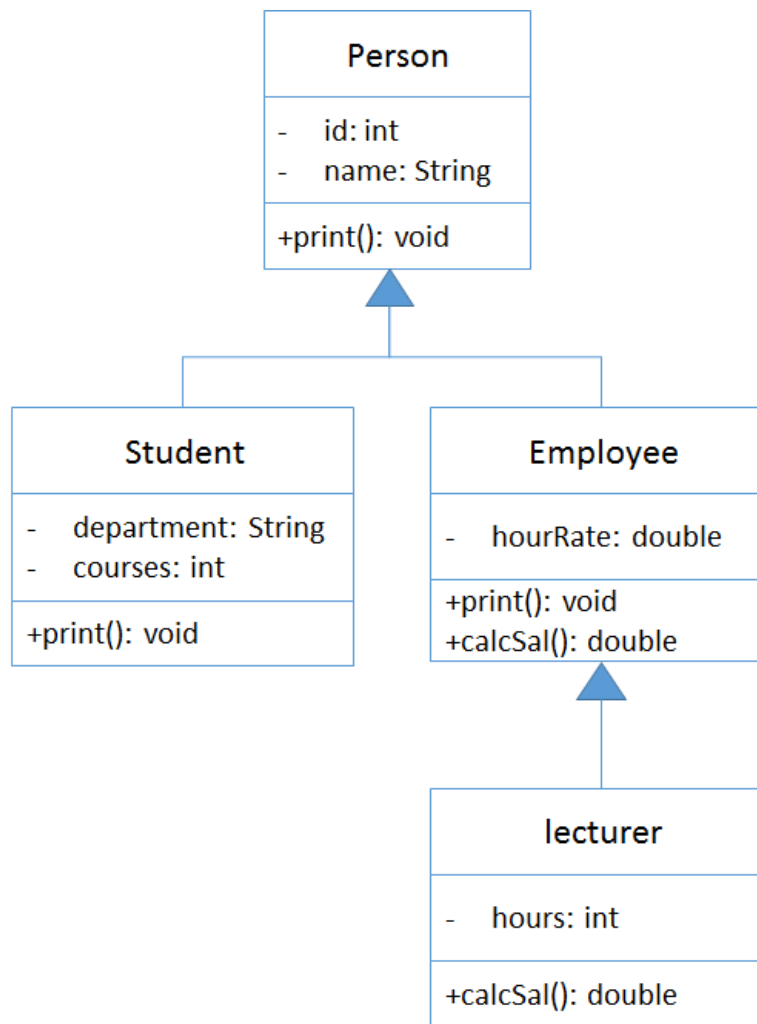 Person
- id: int
- name: String
+print(): void
Student
- department: String
- courses: int
+print(): void
Employee
- hourRate: double
+print(): void
+calcSal(): double
lecturer
- hours: int
+calcSal(): double